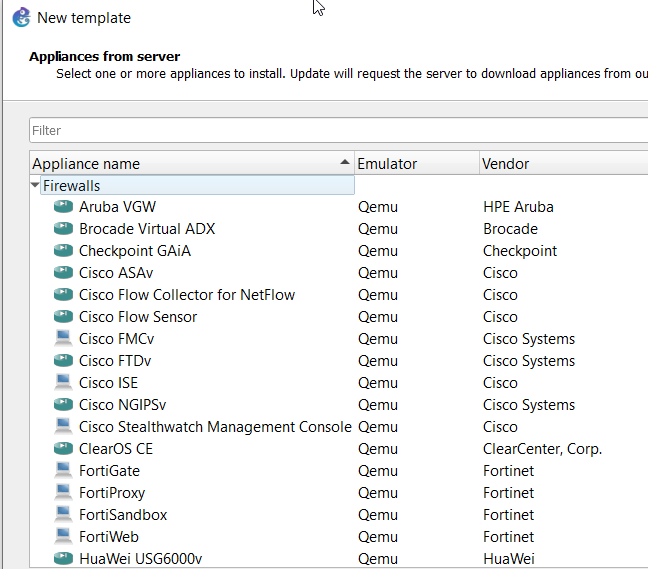 New template
Appliances from server
Select one or more appliances to install. Update will request the server to download appliances from ou
Filter
Appliance name Emulator Vendor
Firewalls
Aruba VGW Qemu HPE Aruba
Brocade Virtual ADX Qemu Brocade
Checkpoint GAiA Qemu Checkpoint
Cisco ASAv Qemu Cisco
Cisco Flow Collector for NetFlow Qemu Cisco
Cisco Flow Sensor Qemu Cisco
Cisco FMCv Qemu Cisco Systems
Cisco FTDv Qemu Cisco Systems
Cisco ISE Qemu Cisco
Cisco NGIPSv Qemu Cisco Systems
Cisco Stealthwatch Management Console Qemu Cisco
ClearOS CE Qemu ClearCenter, Corp.
FortiGate Qemu Fortinet
FortiProxy Qemu Fortinet
FortiSandbox Qemu Fortinet
FortiWeb Qemu Fortinet
HuaWei USG6000v Qemu HuaWei